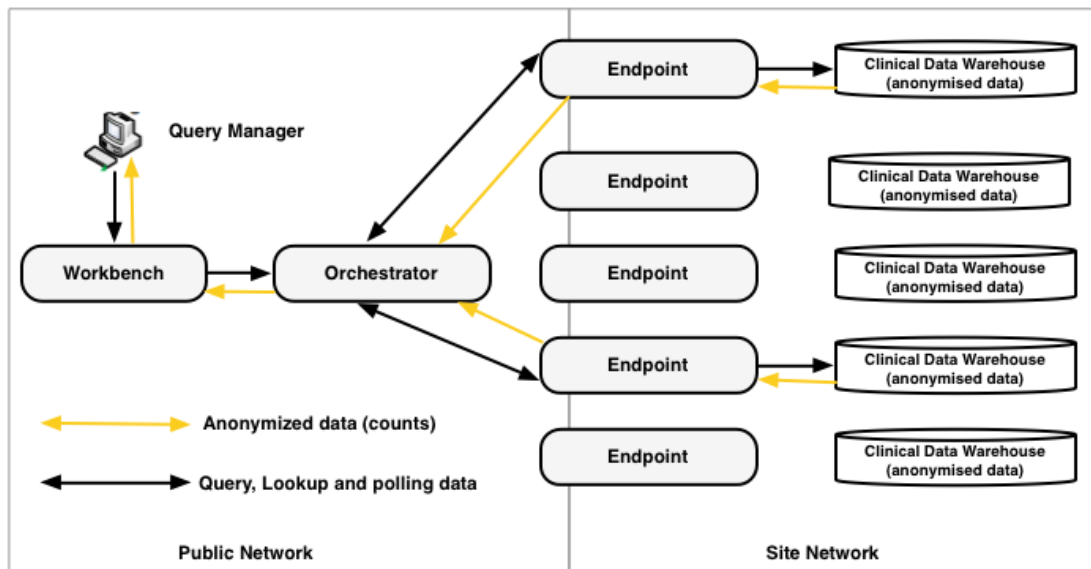 Query Manager
Workbench
Orchestrator
Endpoint
Clinical Data Warehouse
(anonymised data)
Endpoint
Clinical Data Warehouse
(anonymised data)
Endpoint
Clinical Data Warehouse
(anonymised data)
Endpoint
Clinical Data Warehouse
(anonymised data)
Endpoint
Clinical Data Warehouse
(anonymised data)
Anonymized data (counts)
Query, Lookup and polling data
Public Network
Site Network